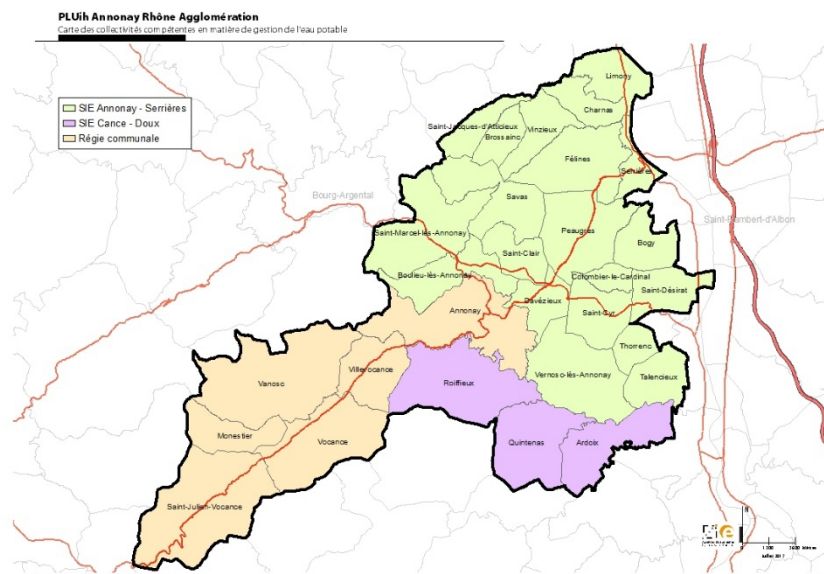 PLUih Annonay Rhône Agglomération
Carte des collectivités compétentes en matière de gestion de l'eau potable
SIE Annonay - Serrières
SIE Cance - Doux
Régie communale
Limony
Charnas
Saint-Jacques-d'Atticieux
Brossainc
Vinzieux
Félines
Serrières
Bourg-Argental
Savas
Saint-Rambert-d'Albon
Peaugres
Saint-Marcel-lès-Annonay
Bogy
Saint-Clair
Boulieu-lès-Annonay
Colombier-le-Cardinal
Saint-Désirat
Davézieux
Annonay
Saint-Cyr
Thorrenc
Villevocance
Vanosc
Roiffieux
Vernosc-lès-Annonay
Talencieux
Monestier
Vocance
Quintenas
Ardoix
Saint-Julien-Vocance
N